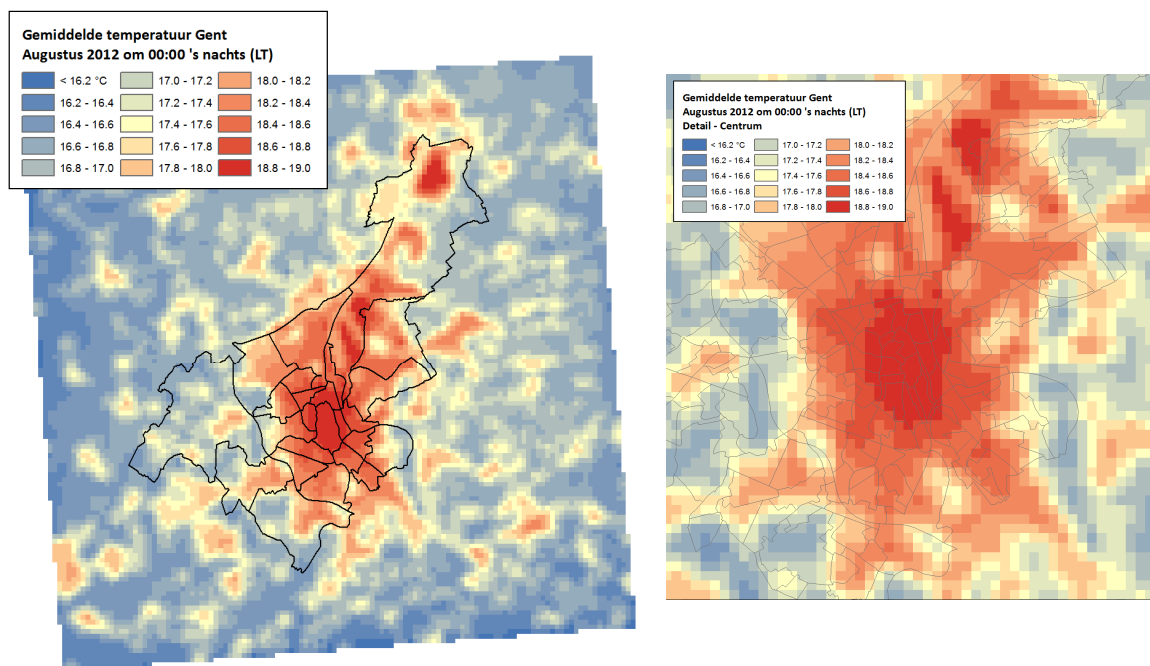 Gemiddelde temperatuur Gent
Augustus 2012 om 00:00 's nachts (LT)
< 16.2 °C 17.0 - 17.2 18.0 - 18.2
16.2 - 16.4 17.2 - 17.4 18.2 - 18.4
16.4 - 16.6 17.4 - 17.6 18.4 - 18.6
16.6 - 16.8 17.6 - 17.8 18.6 - 18.8
16.8 - 17.0 17.8 - 18.0 18.8 - 19.0
Gemiddelde temperatuur Gent
Augustus 2012 om 00:00 's nachts (LT)
Detail - Centrum
< 16.2 °C 17.0 - 17.2 18.0 - 18.2
16.2 - 16.4 17.2 - 17.4 18.2 - 18.4
16.4 - 16.6 17.4 - 17.6 18.4 - 18.6
16.6 - 16.8 17.6 - 17.8 18.6 - 18.8
16.8 - 17.0 17.8 - 18.0 18.8 - 19.0